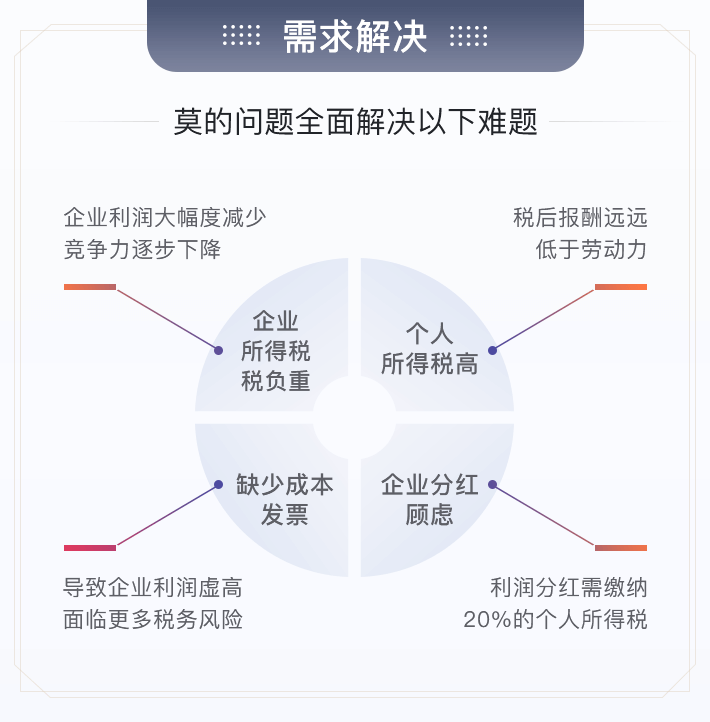 需求解决
莫的问题全面解决以下难题
企业利润大幅度减少
竞争力逐步下降
税后报酬远远
低于劳动力
企业
所得税
税负重
个人
所得税高
缺少成本
发票
企业分红
顾虑
导致企业利润虚高
面临更多税务风险
利润分红需缴纳
20%的个人所得税